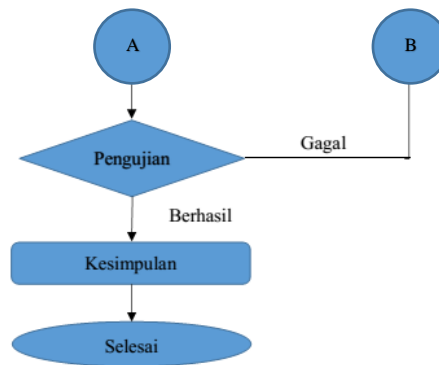 A
B
Gagal
Pengujian
Berhasil
Kesimpulan
Selesai